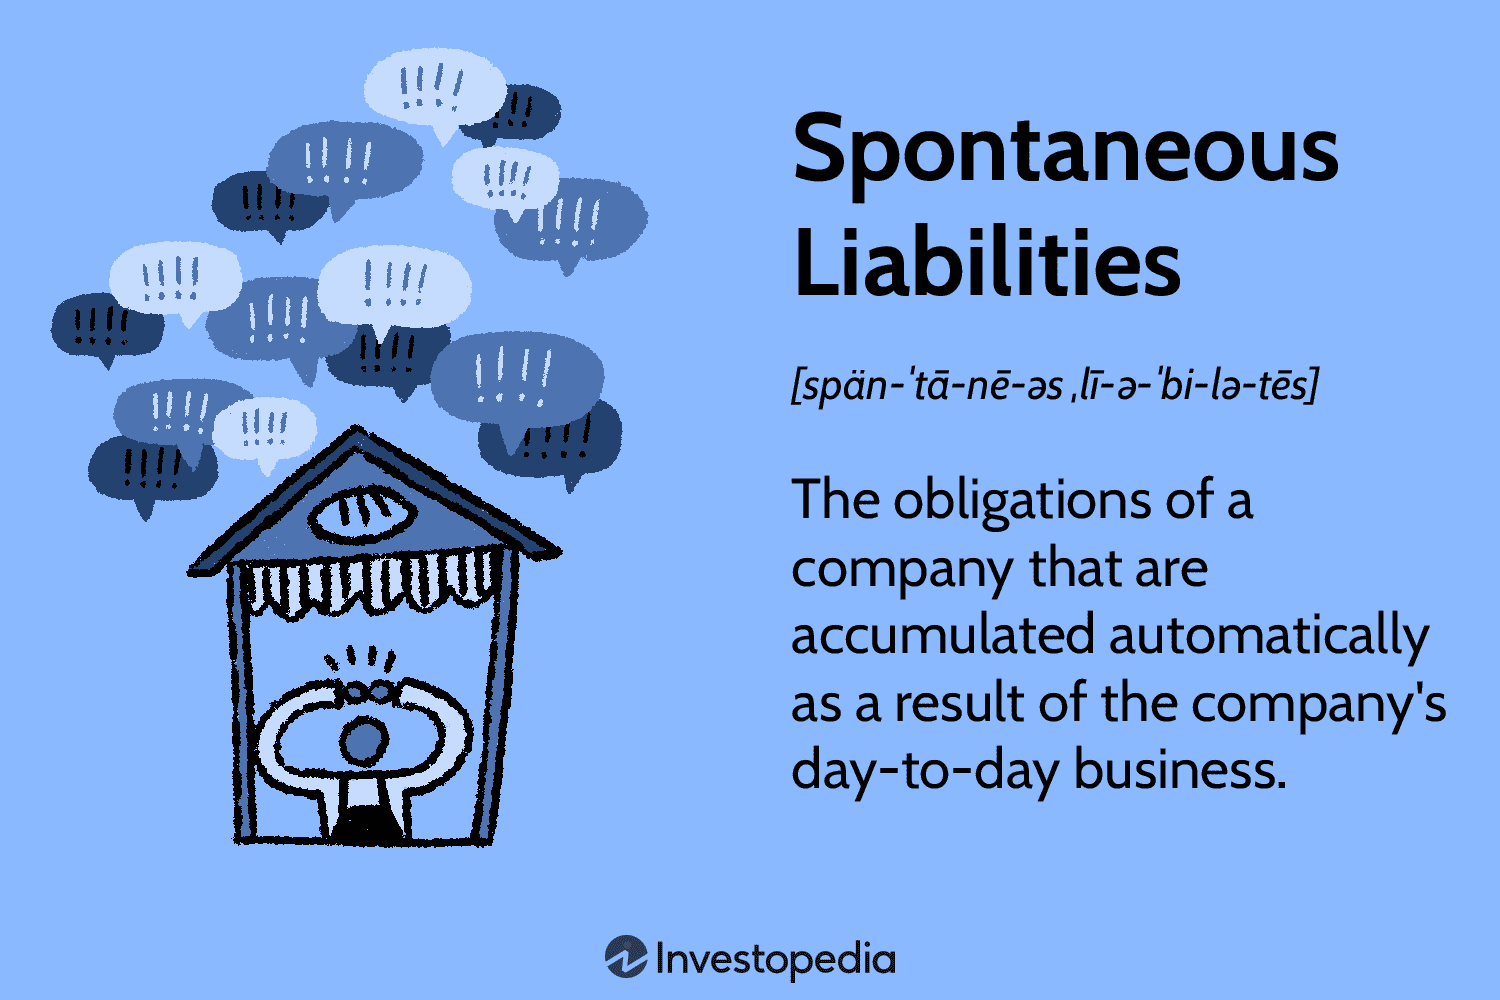 Spontaneous
Liabilities
[spän-ˈtā-nē-əs ˌlī-ə-ˈbi-lə-tēs]
The obligations of a
company that are
accumulated automatically
as a result of the company's
day-to-day business.
Investopedia